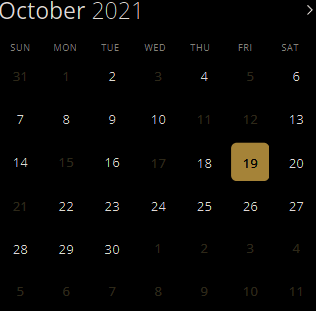 October 2021
SUN MON TUE WED THU FRI SAT
31 1 2 3 4 5 6
7 8 9 10 11 12 13
14 15 16 17 18 19 20
21 22 23 24 25 26 27
28 29 30 1 2 3 4
5 6 7 8 9 10 11